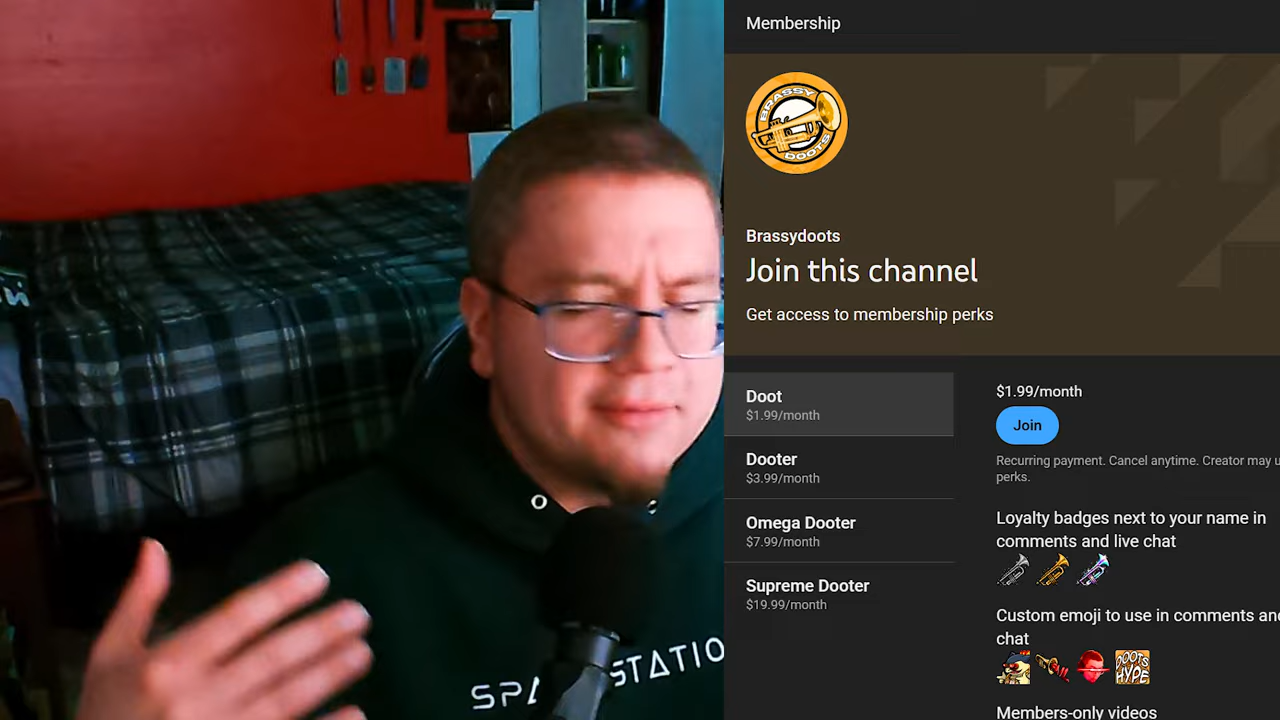 Membership
BRASSY
DOOTS
Brassydoots
Join this channel
Get access to membership perks
Doot
$1.99/month
Dooter
$3.99/month
Omega Dooter
$7.99/month
Supreme Dooter
$19.99/month
$1.99/month
Join
Recurring payment. Cancel anytime. Creator may
perks.
Loyalty badges next to your name in
comments and live chat
Custom emoji to use in comments and
chat
DOOTS
HYPE
Members-only videos
SPA STATIO